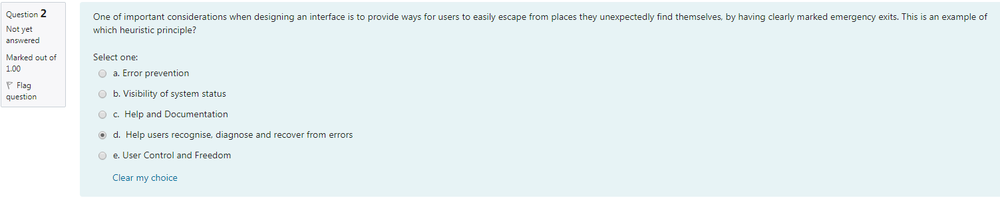 Question 2
Not yet
answered
Marked out of
1.00
Flag
question
One of important considerations when designing an interface is to provide ways for users to easily escape from places they unexpectedly find themselves, by having clearly marked emergency exits. This is an example of
which heuristic principle?
Select one:
a. Error prevention
b. Visibility of system status
c. Help and Documentation
d. Help users recognise, diagnose and recover from errors
e. User Control and Freedom
Clear my choice